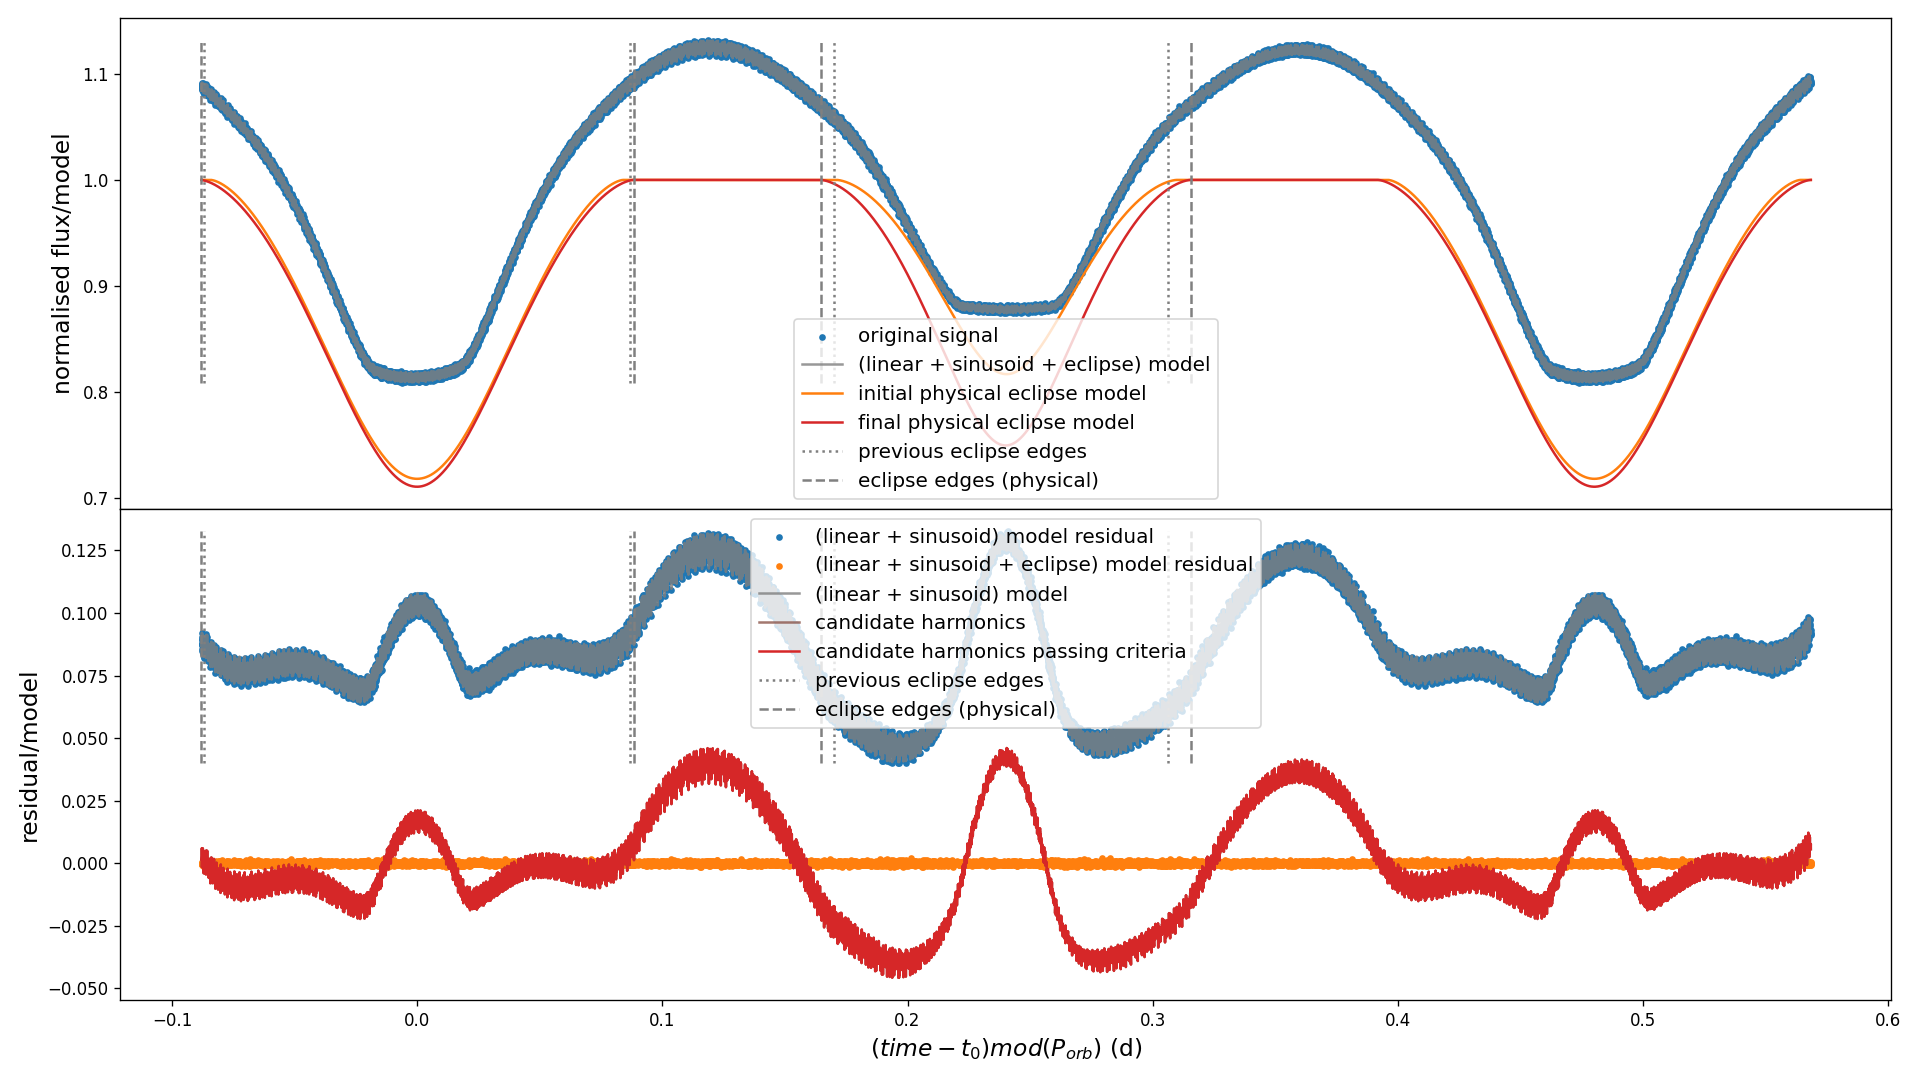 normalised flux/model
1.1
1.0
0.9
0.8
0.7
original signal
(linear + sinusoid + eclipse) model
initial physical eclipse model
final physical eclipse model
previous eclipse edges
eclipse edges (physical)
residual/model
0.125
0.100
0.075
0.050
0.025
0.000
−0.025
−0.050
(linear + sinusoid) model residual
(linear + sinusoid + eclipse) model residual
(linear + sinusoid) model
candidate harmonics
candidate harmonics passing criteria
previous eclipse edges
eclipse edges (physical)
−0.1 0.0 0.1 0.2 0.3 0.4 0.5 0.6
(time − t₀)mod(Pₒᵣb) (d)